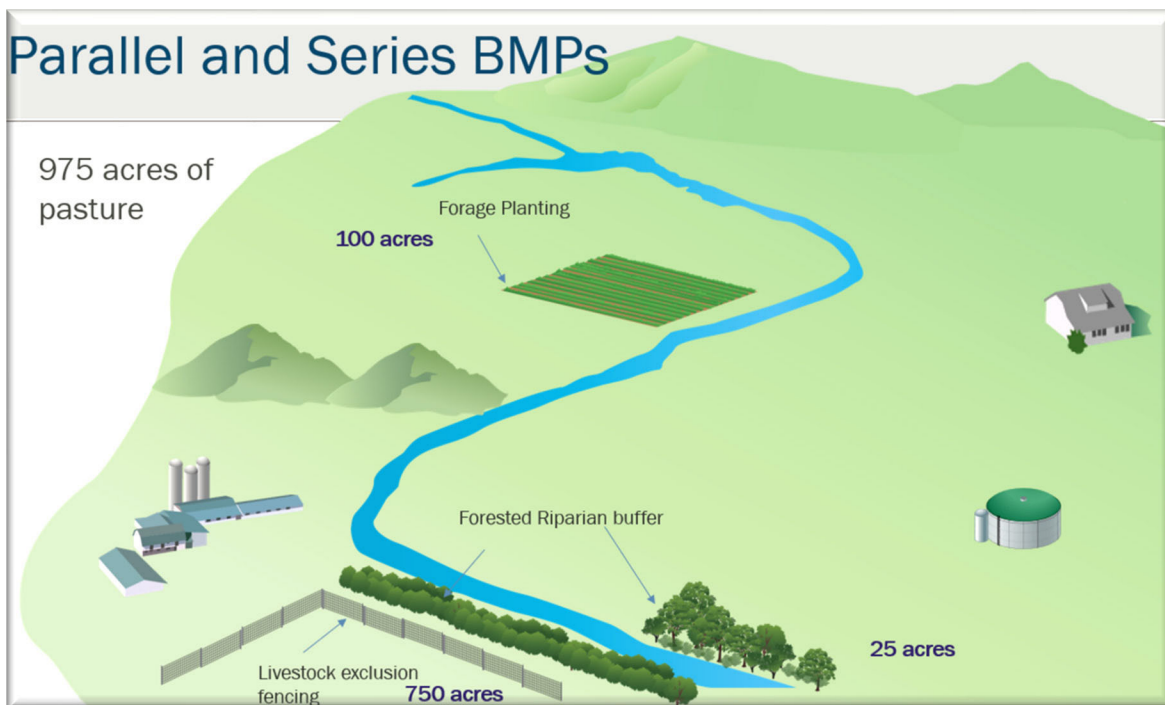 Parallel and Series BMPs
975 acres of
pasture
Forage Planting
100 acres
Forested Riparian buffer
25 acres
Livestock exclusion
fencing
750 acres